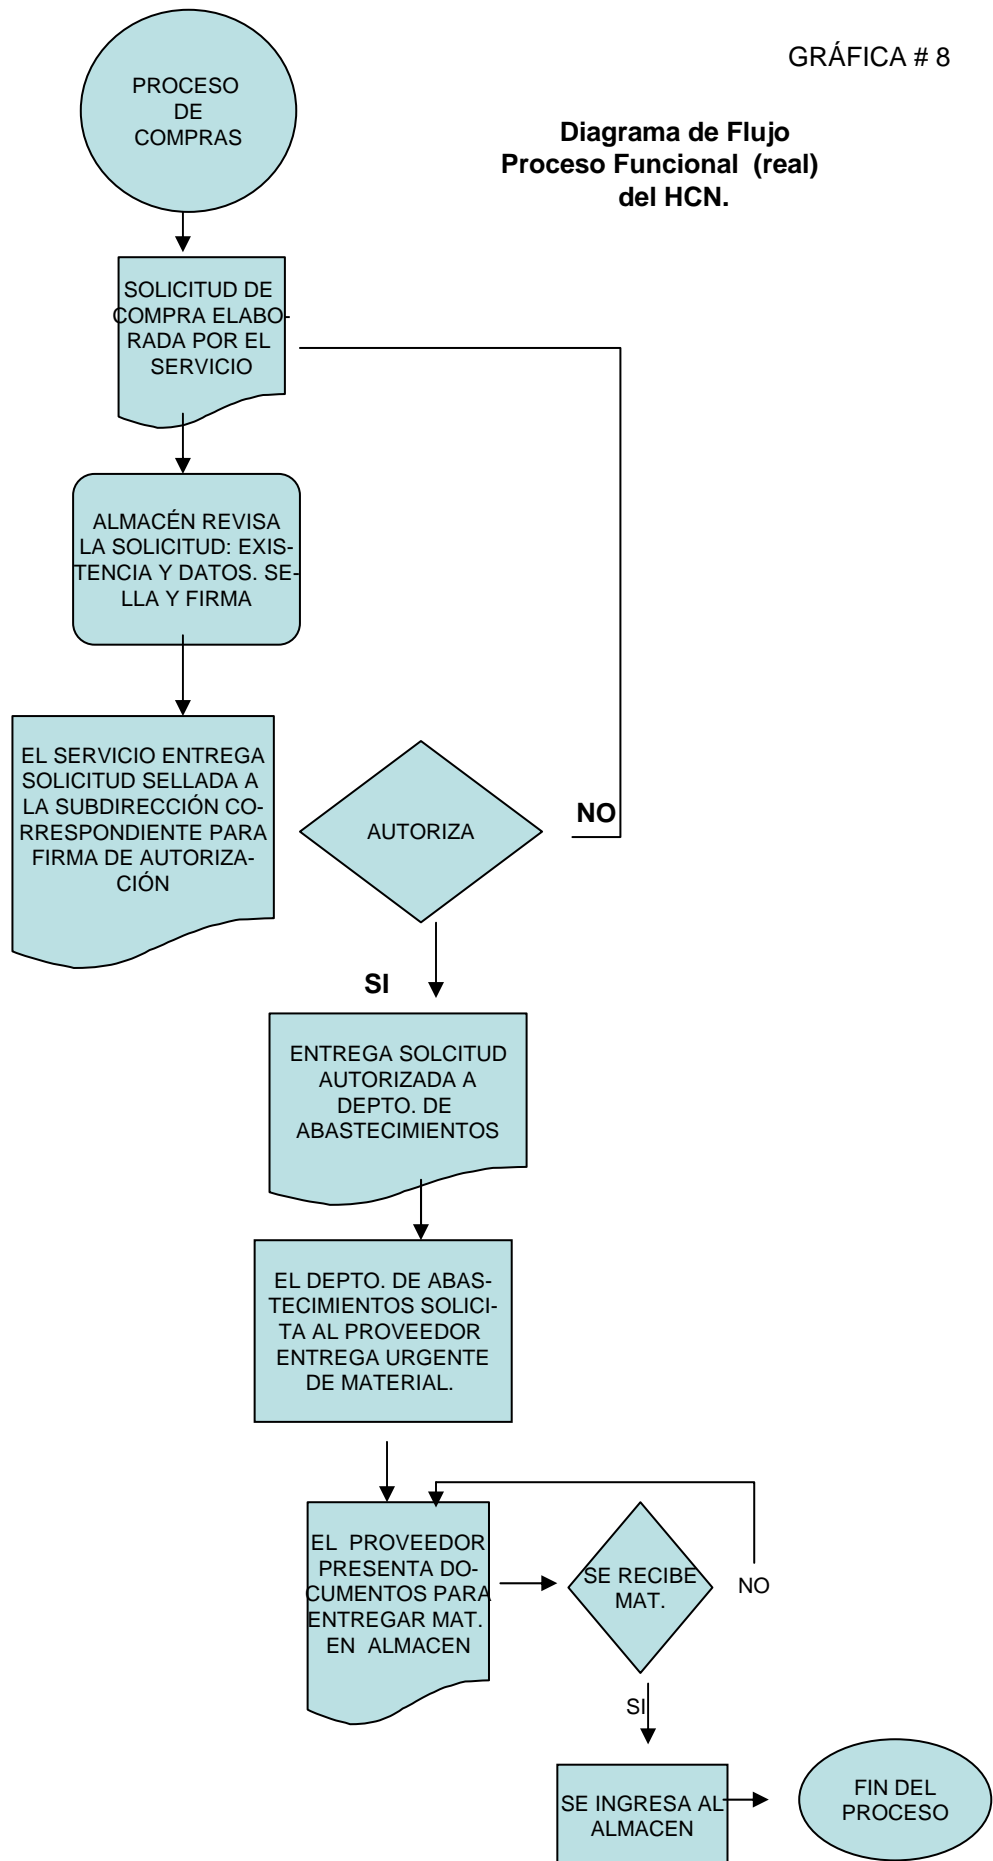 GRÁFICA # 8
PROCESO
DE
COMPRAS
Diagrama de Flujo
Proceso Funcional (real)
del HCN.
SOLICITUD DE
COMPRA ELABO-
RADA POR EL
SERVICIO
ALMACÉN REVISA
LA SOLICITUD: EXIS-
TENCIA Y DATOS. SE-
LLA Y FIRMA
EL SERVICIO ENTREGA
SOLICITUD SELLADA A
LA SUBDIRECCIÓN CO-
RRESPONDIENTE PARA
FIRMA DE AUTORIZA-
CIÓN
AUTORIZA
NO
SI
ENTREGA SOLCITUD
AUTORIZADA A
DEPTO. DE
ABASTECIMIENTOS
EL DEPTO. DE ABAS-
TECIMIENTOS SOLICI-
TA AL PROVEEDOR
ENTREGA URGENTE
DE MATERIAL.
EL PROVEEDOR
PRESENTA DO-
CUMENTOS PARA
ENTREGAR MAT.
EN ALMACEN
SE RECIBE
MAT.
NO
SI
SE INGRESA AL
ALMACEN
FIN DEL
PROCESO